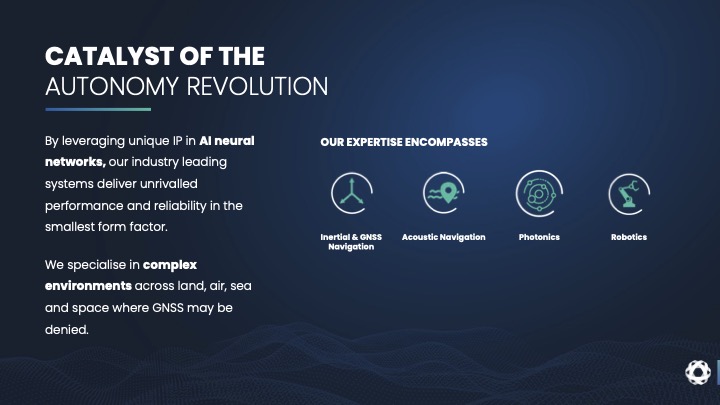 CATALYST OF THE
AUTONOMY REVOLUTION
By leveraging unique IP in AI neural
networks, our industry leading
systems deliver unrivalled
performance and reliability in the
smallest form factor.
We specialise in complex
environments across land, air, sea
and space where GNSS may be
denied.
OUR EXPERTISE ENCOMPASSES
Inertial & GNSS
Navigation
Acoustic Navigation
Photonics
Robotics